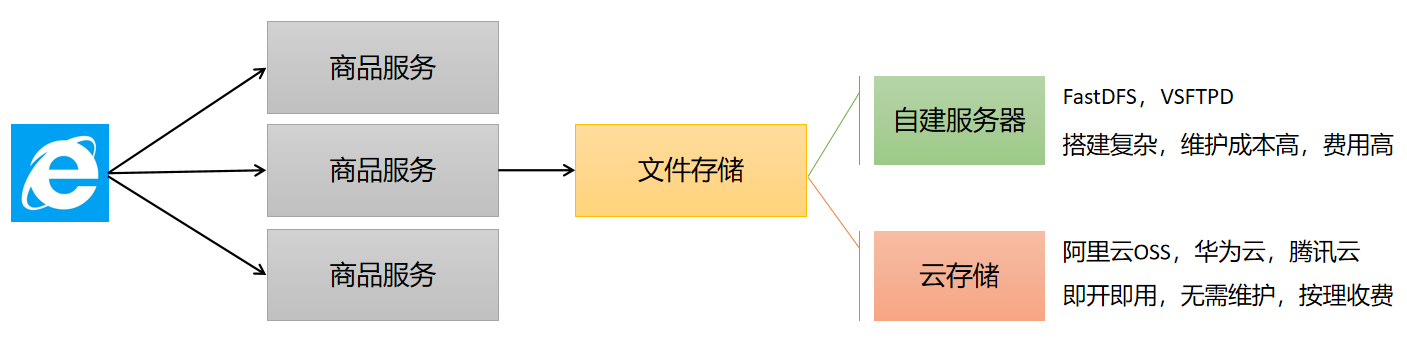 商品服务
商品服务
商品服务
文件存储
自建服务器
FastDFS，VSFTPD
搭建复杂，维护成本高，费用高
云存储
阿里云OSS，华为云，腾讯云
即开即用，无需维护，按理收费